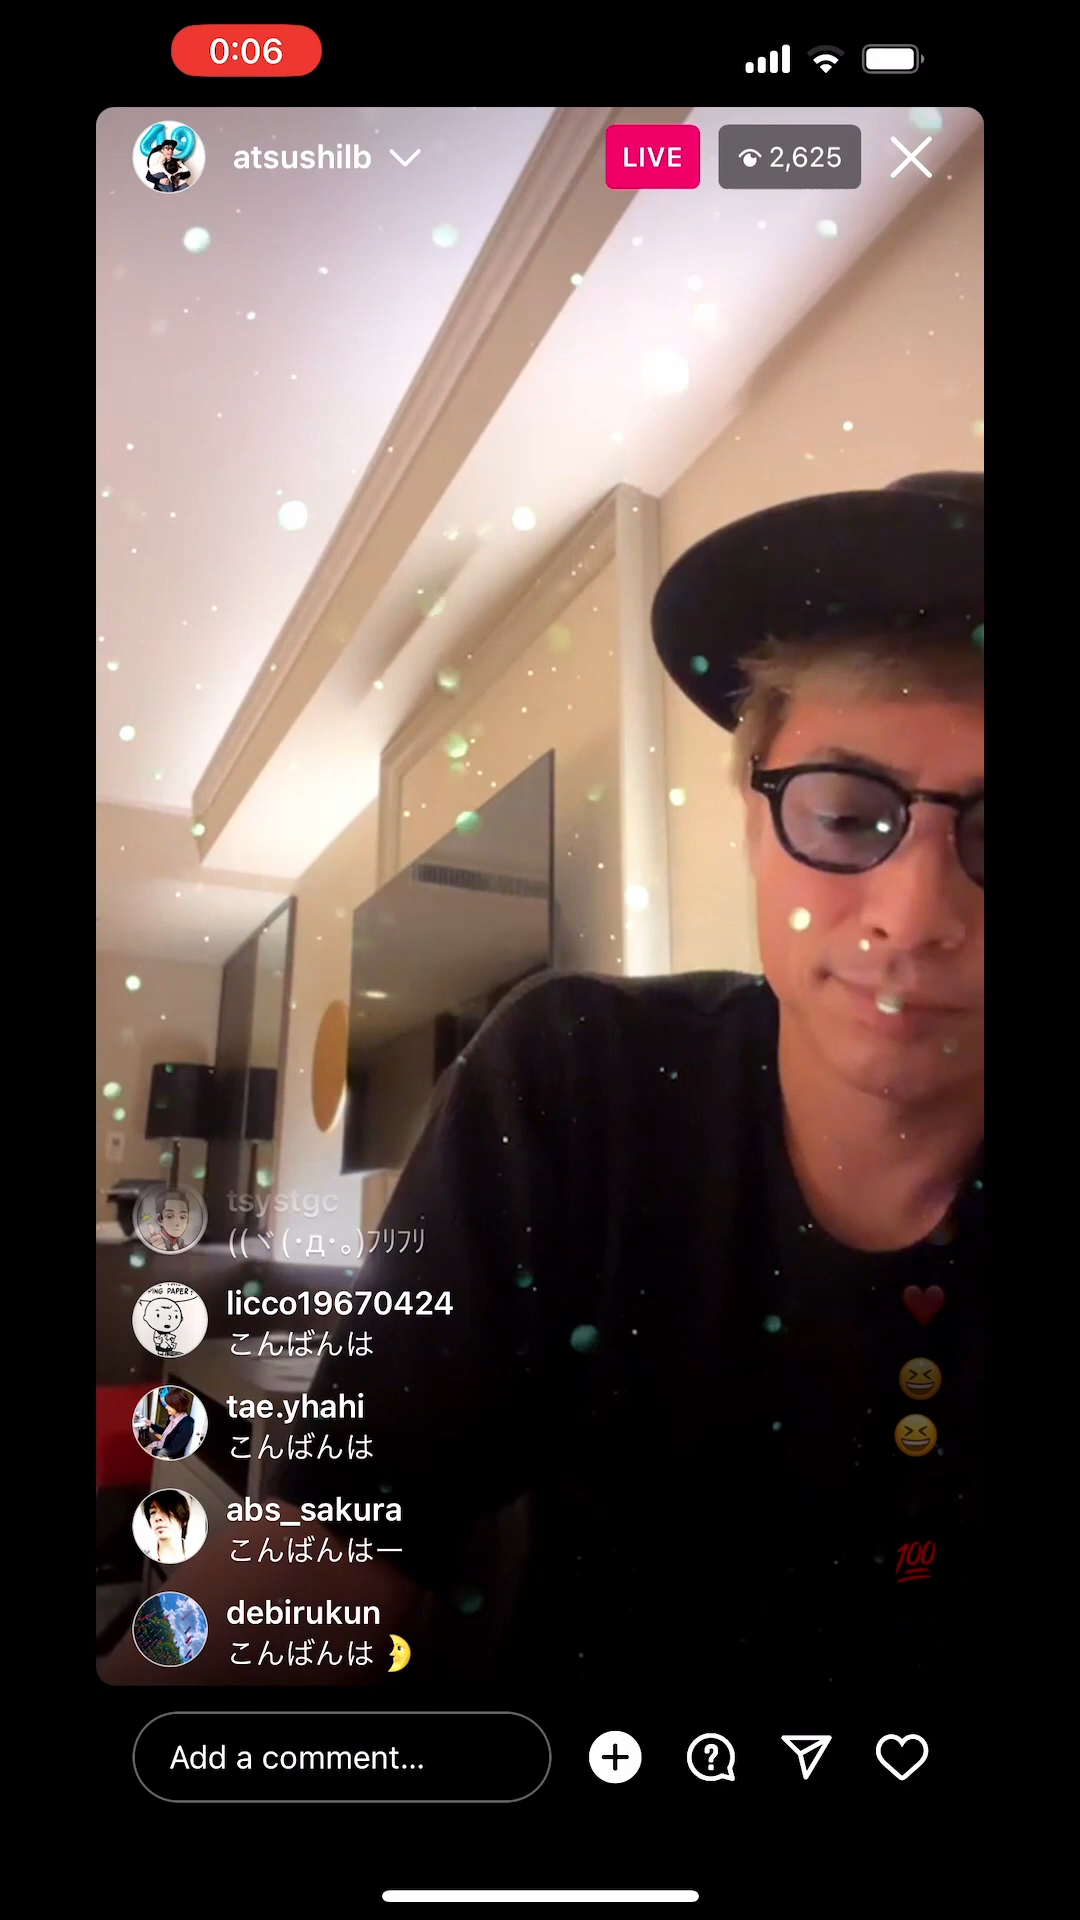 0:06
atsushilb
LIVE
2,625
tsystgc
((ヾ(･д･｡)ﾌﾘﾌﾘ
licco19670424
こんばんは
tae.yhahi
こんばんは
abs_sakura
こんばんはー
debirukun
こんばんは 🌛
💯
Add a comment...